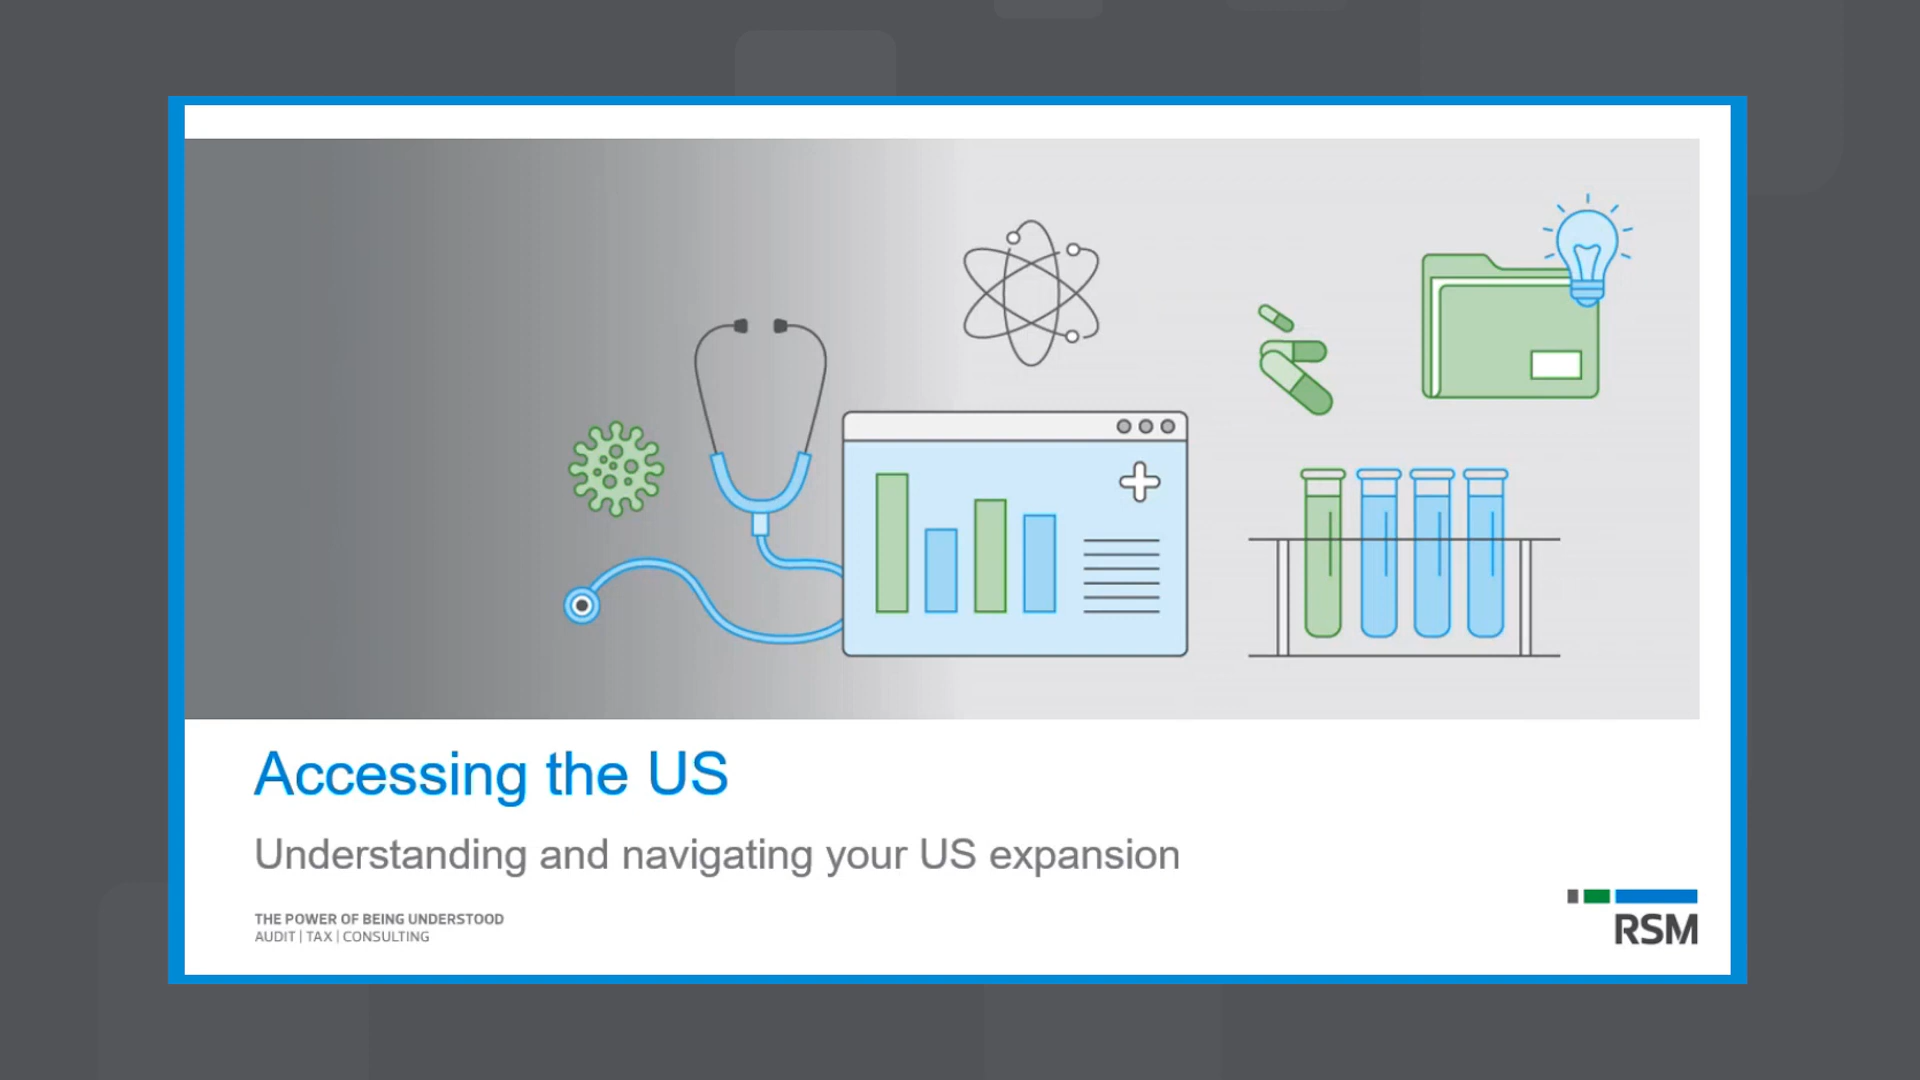 Accessing the US
Understanding and navigating your US expansion
THE POWER OF BEING UNDERSTOOD
AUDIT | TAX | CONSULTING
RSM